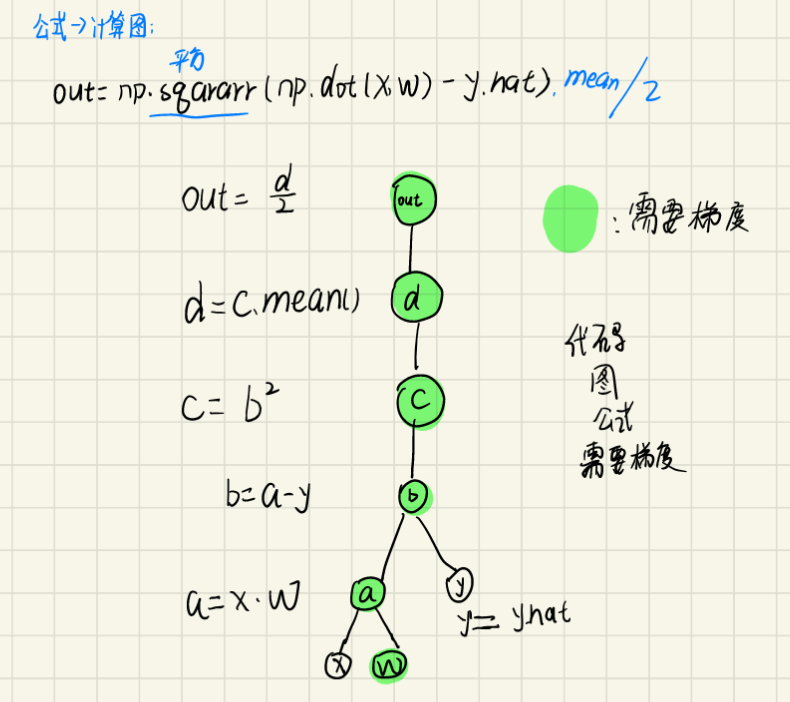 公式→计算图:
平方
out= np.sqararr(np.dot(x,w) - y.hat).mean/2
out= d/2
out
:需要梯度
d=C.mean()
d
代码
图
公式
需要梯度
C= b²
C
b=a-y
b
a=x·W
a
y
y= y.hat
x
W